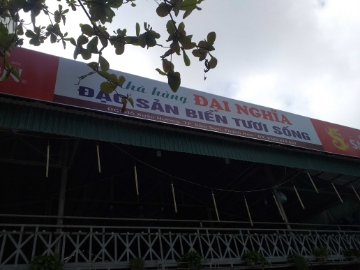 Nhà hàng ĐẠI NGHĨA
ĐẶC SẢN BIỂN TƯƠI SỐNG